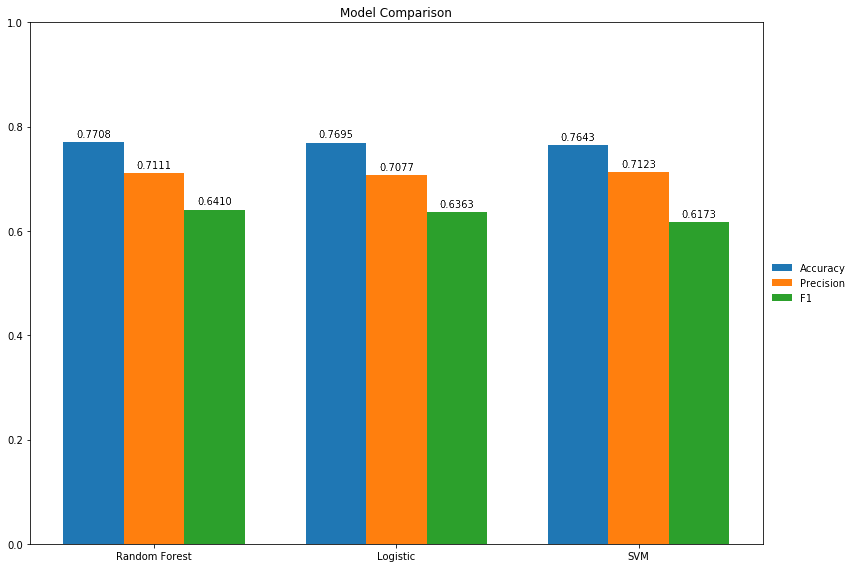 Model Comparison
1.0
0.8
0.6
0.4
0.2
0.0
0.7708
0.7111
0.6410
0.7695
0.7077
0.6363
0.7643
0.7123
0.6173
Random Forest
Logistic
SVM
Accuracy
Precision
F1